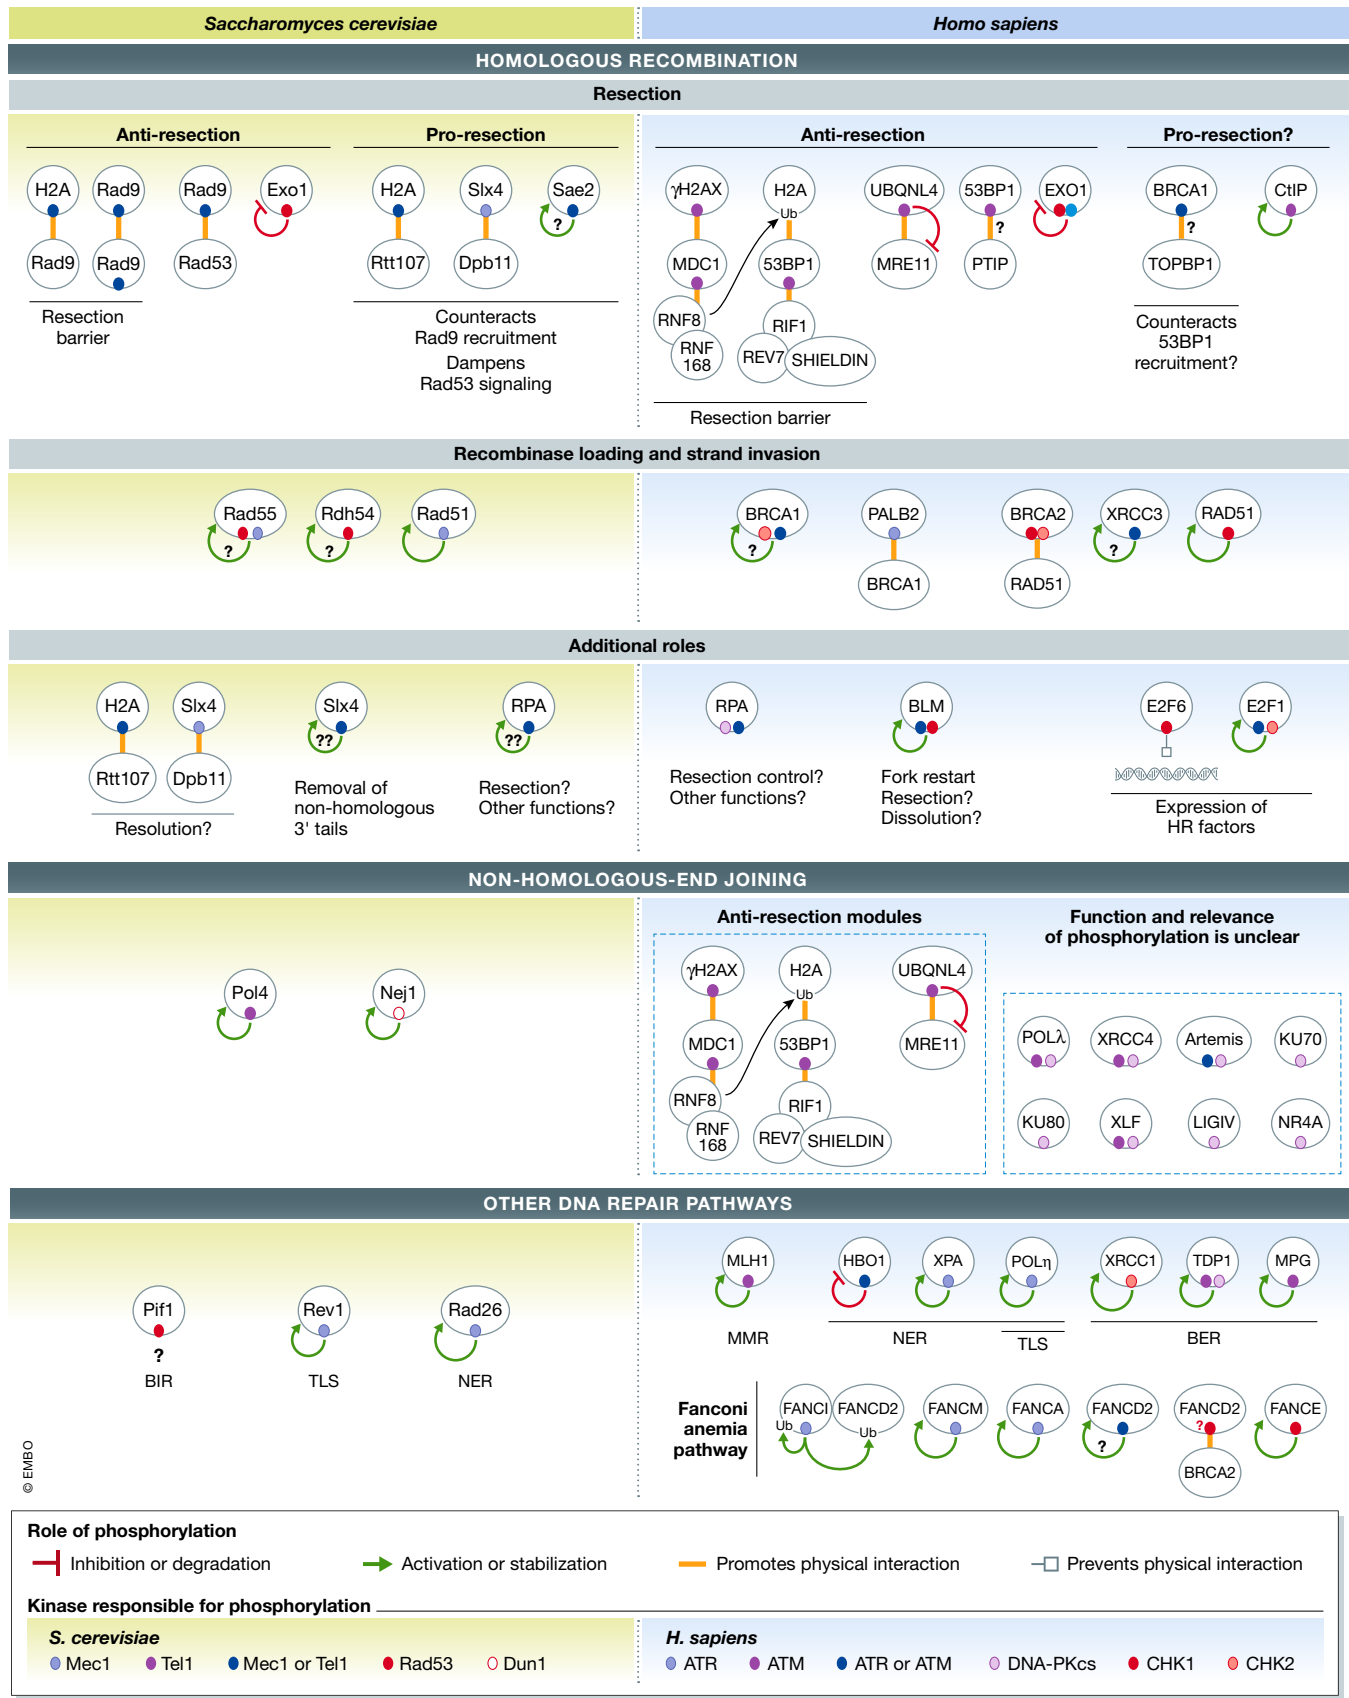 Saccharomyces cerevisiae
Homo sapiens
HOMOLOGOUS RECOMBINATION
Resection
Anti-resection
Pro-resection
Anti-resection
Pro-resection?
H2A
Rad9
Rad9
Rad9
Rad9
Rad53
Exo1
Resection
barrier
H2A
Rtt107
Slx4
Dpb11
Sae2
?
Counteracts
Rad9 recruitment
Dampens
Rad53 signaling
γH2AX
MDC1
RNF8
RNF
168
H2A
Ub
53BP1
RIF1
REV7
SHIELDIN
Resection barrier
UBQNL4
MRE11
53BP1
?
PTIP
EXO1
BRCA1
?
TOPBP1
CtIP
Counteracts
53BP1
recruitment?
Recombinase loading and strand invasion
Rad55
?
Rdh54
?
Rad51
BRCA1
?
PALB2
BRCA1
BRCA2
RAD51
XRCC3
?
RAD51
Additional roles
H2A
Rtt107
Slx4
Dpb11
Resolution?
Slx4
??
Removal of
non-homologous
3' tails
RPA
??
Resection?
Other functions?
RPA
Resection control?
Other functions?
BLM
Fork restart
Resection?
Dissolution?
E2F6
E2F1
Expression of
HR factors
NON-HOMOLOGOUS-END JOINING
Pol4
Nej1
Anti-resection modules
γH2AX
MDC1
RNF8
RNF
168
H2A
Ub
53BP1
RIF1
REV7
SHIELDIN
UBQNL4
MRE11
Function and relevance
of phosphorylation is unclear
POLλ
XRCC4
Artemis
KU70
KU80
XLF
LIGIV
NR4A
OTHER DNA REPAIR PATHWAYS
Pif1
?
BIR
Rev1
TLS
Rad26
NER
MLH1
MMR
HBO1
XPA
POLη
NER
TLS
XRCC1
TDP1
MPG
BER
Fanconi
anemia
pathway
FANCI
Ub
FANCD2
Ub
FANCM
FANCA
FANCD2
?
FANCD2
?
BRCA2
FANCE
© EMBO
Role of phosphorylation
Inhibition or degradation
Activation or stabilization
Promotes physical interaction
Prevents physical interaction
Kinase responsible for phosphorylation
S. cerevisiae
Mec1
Tel1
Mec1 or Tel1
Rad53
Dun1
H. sapiens
ATR
ATM
ATR or ATM
DNA-PKcs
CHK1
CHK2